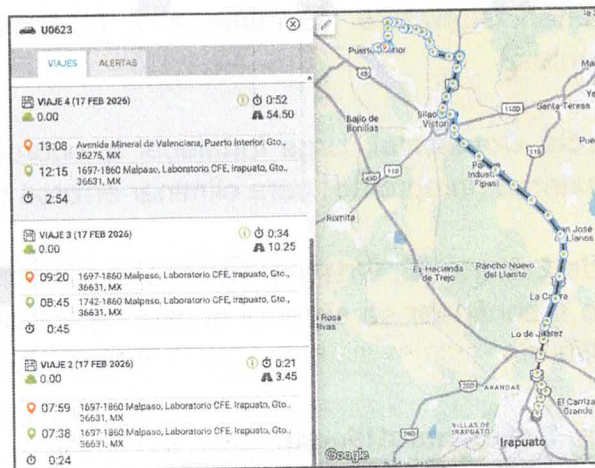 U0623
VIAJES
ALERTAS
VIAJE 4 (17 FEB 2026)
0:52
0.00
54.50
13:08 Avenida Mineral de Valenciana, Puerto Interior, Gto.,
36275, MX
12:15 1697-1860 Malpaso, Laboratorio CFE, Irapuato, Gto.,
36631, MX
2:54
VIAJE 3 (17 FEB 2026)
0:34
0.00
10.25
09:20 1697-1860 Malpaso, Laboratorio CFE, Irapuato, Gto.,
36631, MX
08:45 1742-1860 Malpaso, Laboratorio CFE, Irapuato, Gto.,
36631, MX
0:45
VIAJE 2 (17 FEB 2026)
0:21
0.00
3.45
07:59 1697-1860 Malpaso, Laboratorio CFE, Irapuato, Gto.,
36631, MX
07:38 1697-1860 Malpaso, Laboratorio CFE, Irapuato, Gto.,
36631, MX
0:24
Puerto Interior
45
Silao
Victoria
110D
Santa Teresa
Bajío de
Bonillas
110
Parque
Industrial
Fipasi
Romita
San José
de Llanos
Ex-Hacienda
de Trejo
Rancho Nuevo
del Llanito
La Calera
Lo de Juárez
ARANDAS
El Carrizal
Grande
VILLAS DE
IRAPUATO
Irapuato
Google